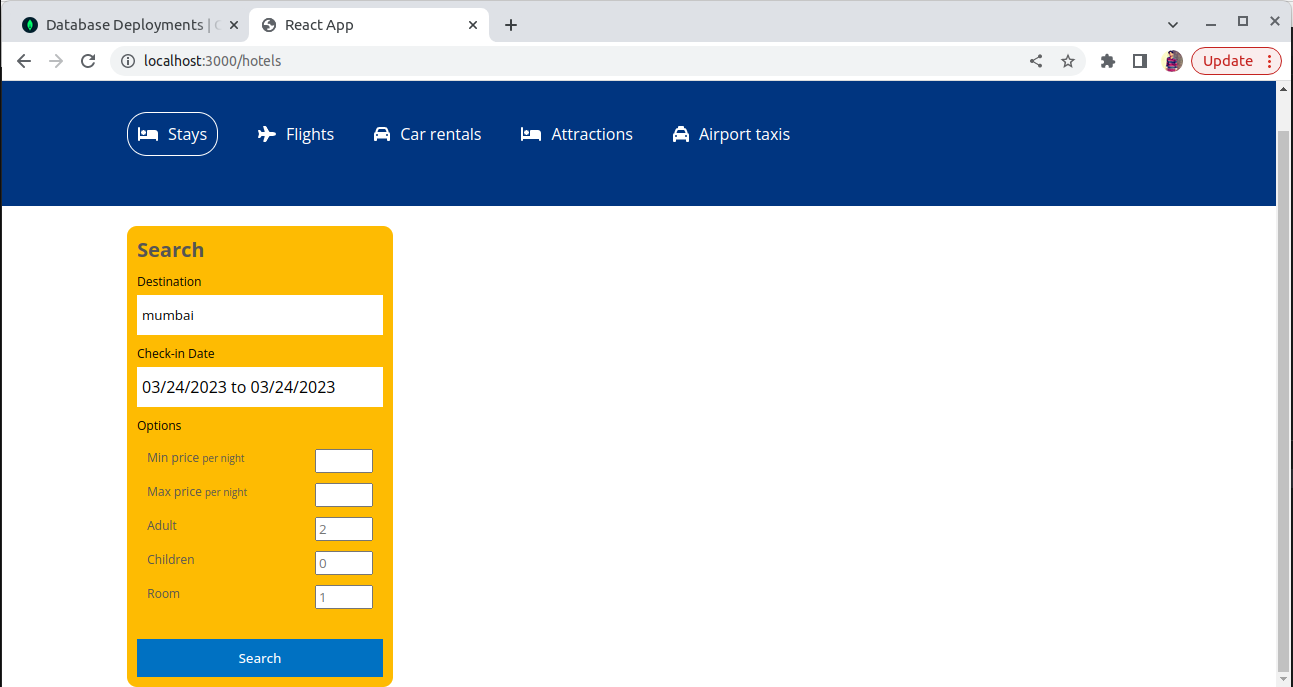 Database Deployments |
React App
localhost:3000/hotels
Update
Stays
Flights
Car rentals
Attractions
Airport taxis
Search
Destination
mumbai
Check-in Date
03/24/2023 to 03/24/2023
Options
Min price per night
Max price per night
Adult
2
Children
0
Room
1
Search